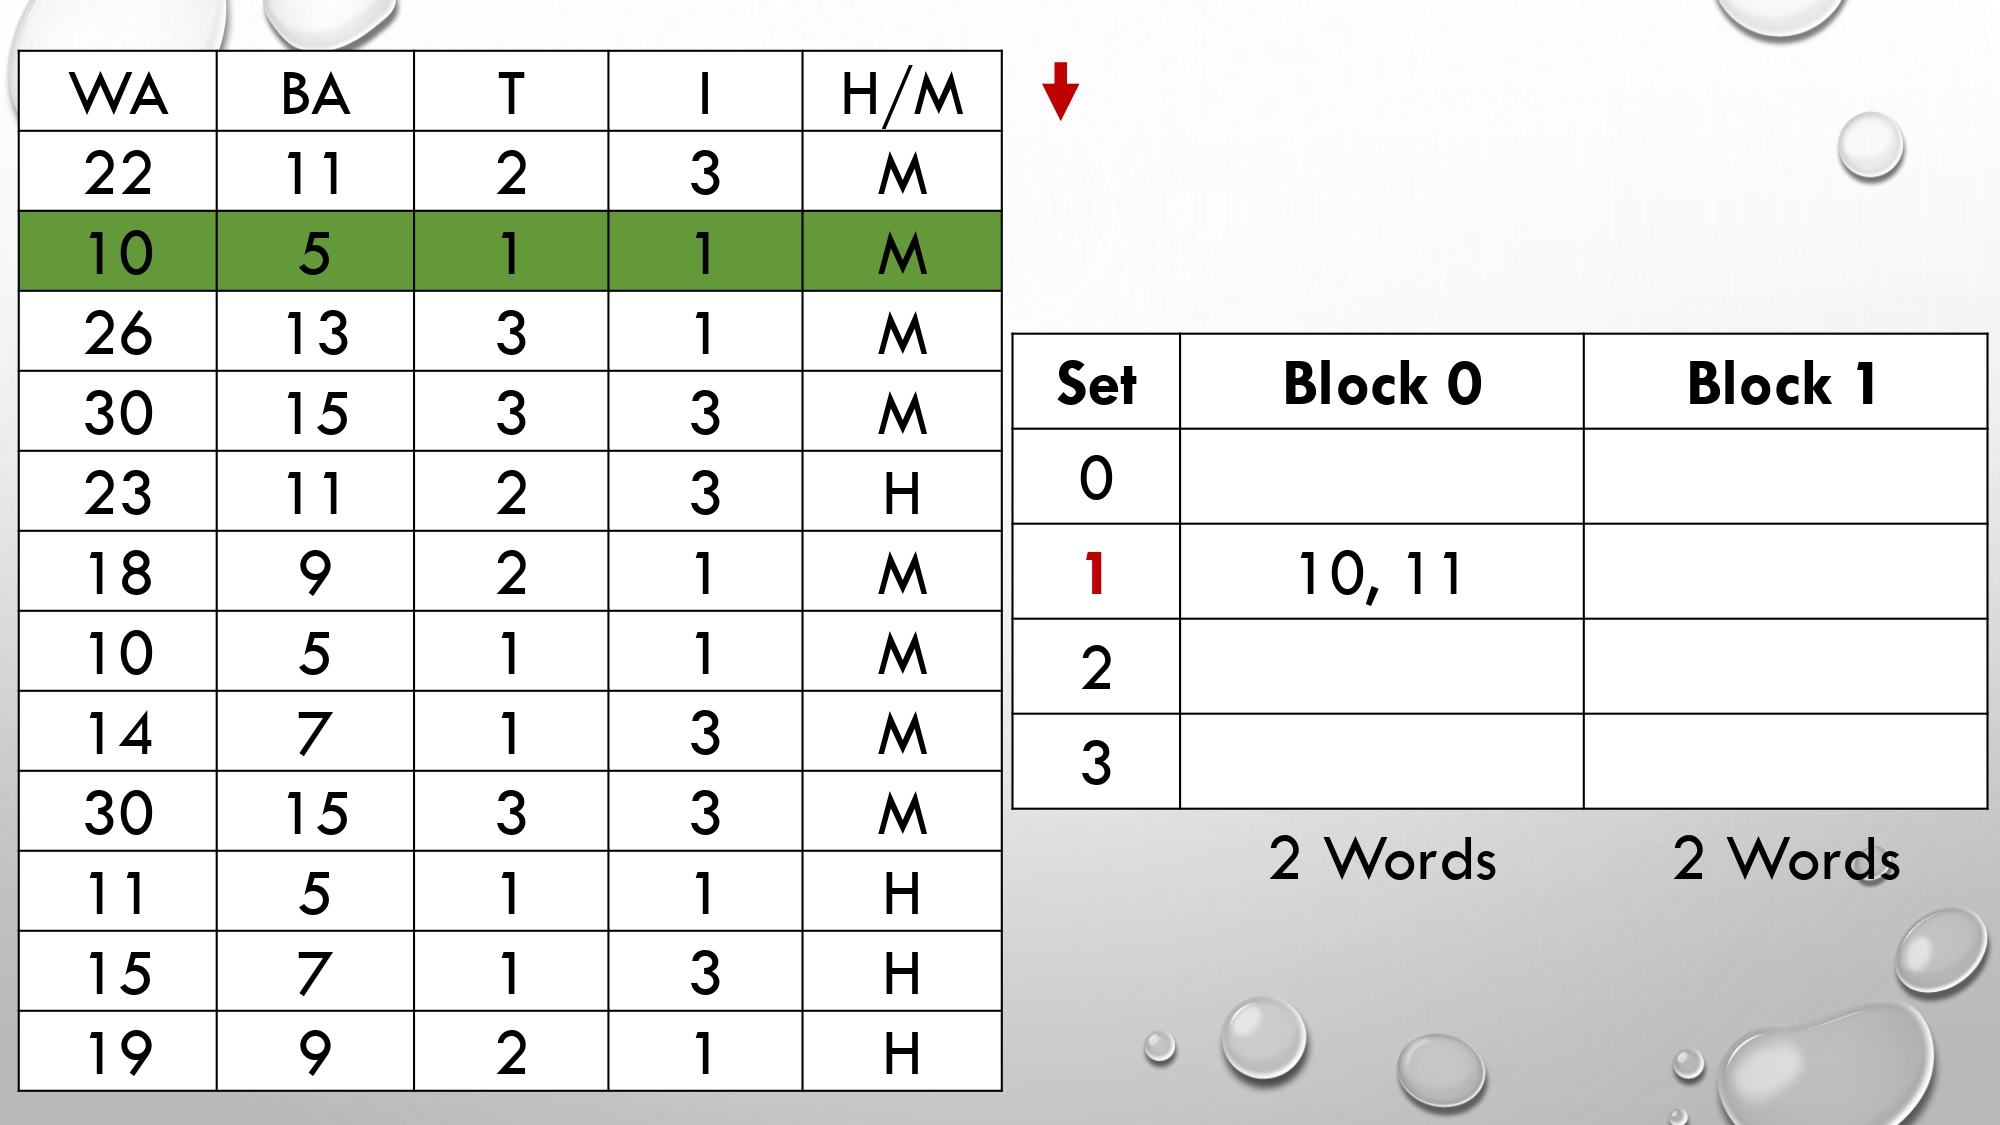 WA BA T I H/M
22 11 2 3 M
10 5 1 1 M
26 13 3 1 M
30 15 3 3 M
23 11 2 3 H
18 9 2 1 M
10 5 1 1 M
14 7 1 3 M
30 15 3 3 M
11 5 1 1 H
15 7 1 3 H
19 9 2 1 H
Set Block 0 Block 1
0
1 10, 11
2
3
2 Words 2 Words